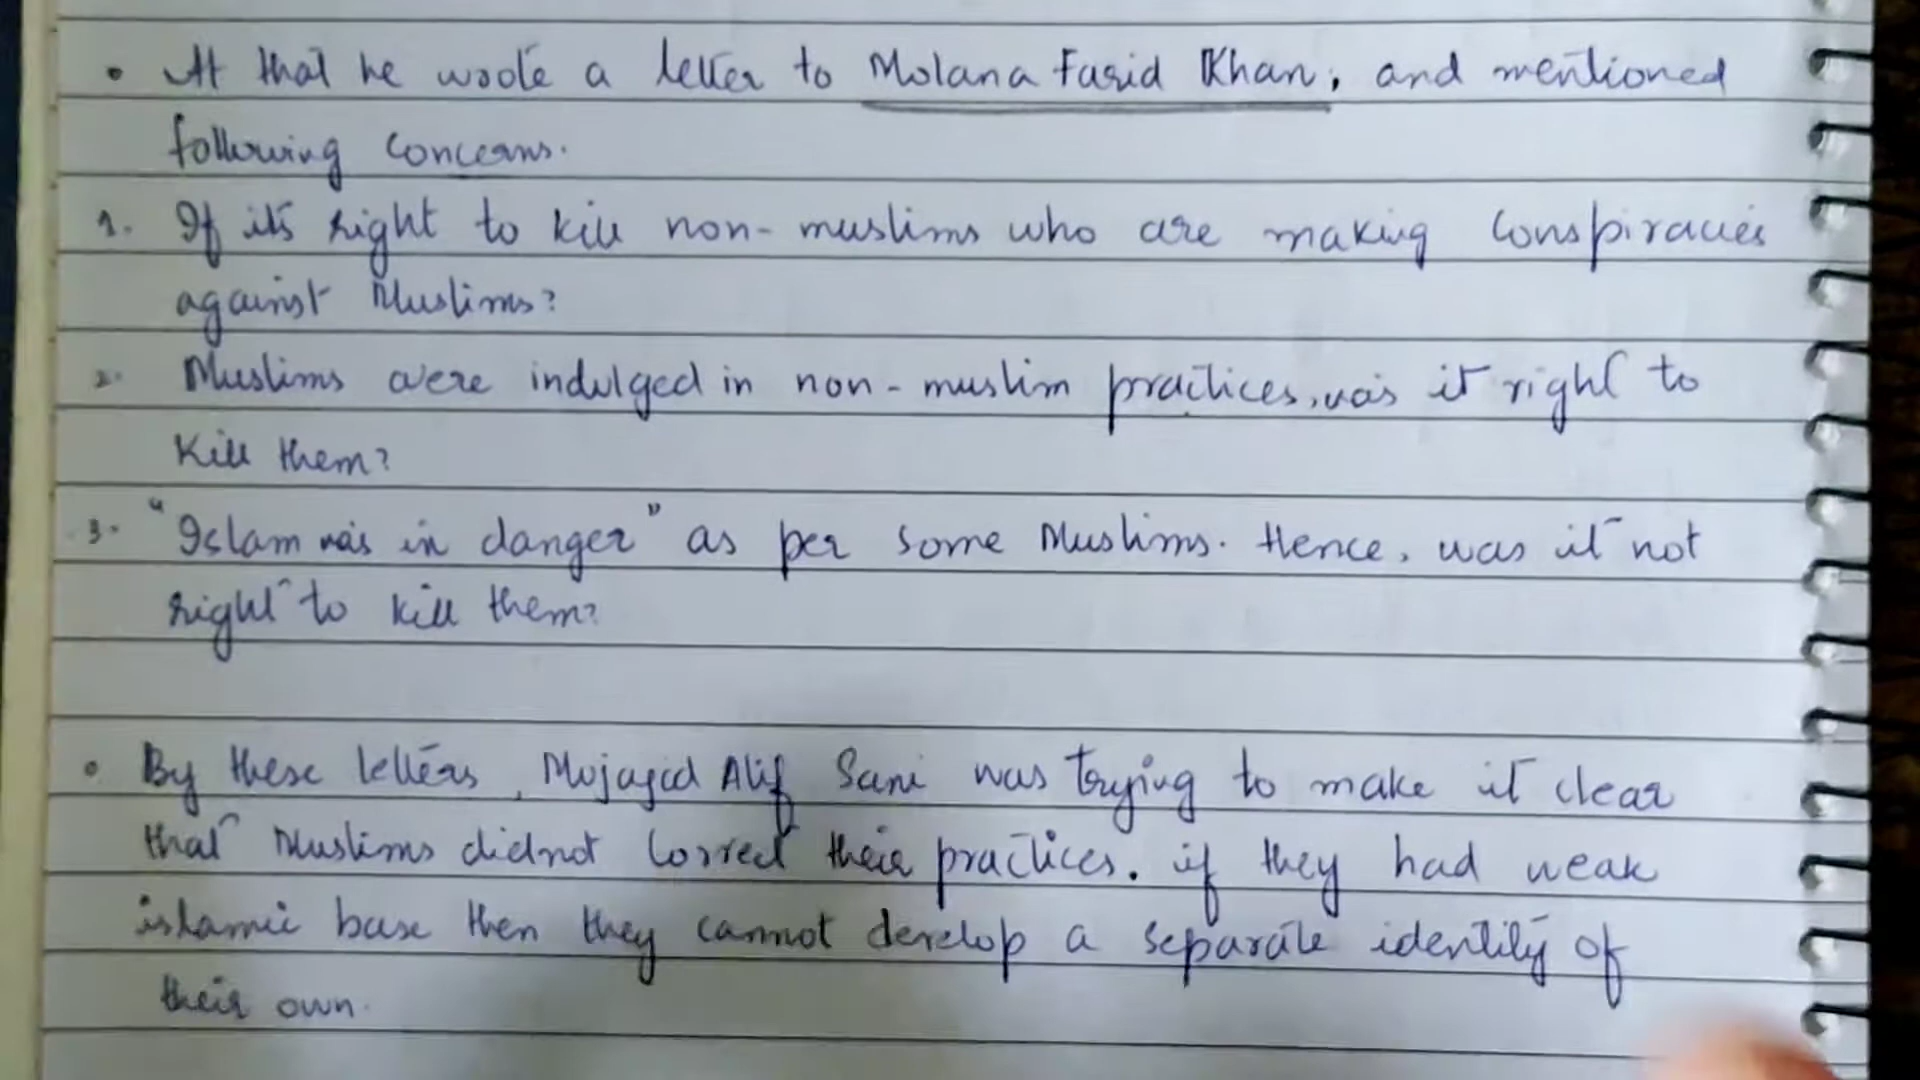 • At that he wrote a letter to Molana Farid Khan, and mentioned
following concerns.
1. If its right to kill non-muslims who are making conspiracies
against Muslims?
2. Muslims were indulged in non-muslim practices, was it right to
kill them?
3. "Islam was in danger" as per some Muslims. Hence, was it not
right to kill them?
• By these letters, Mujajid Alif Sani was trying to make it clear
that Muslims didnot correct their practices. if they had weak
islamic base then they cannot develop a separate identity of
their own.